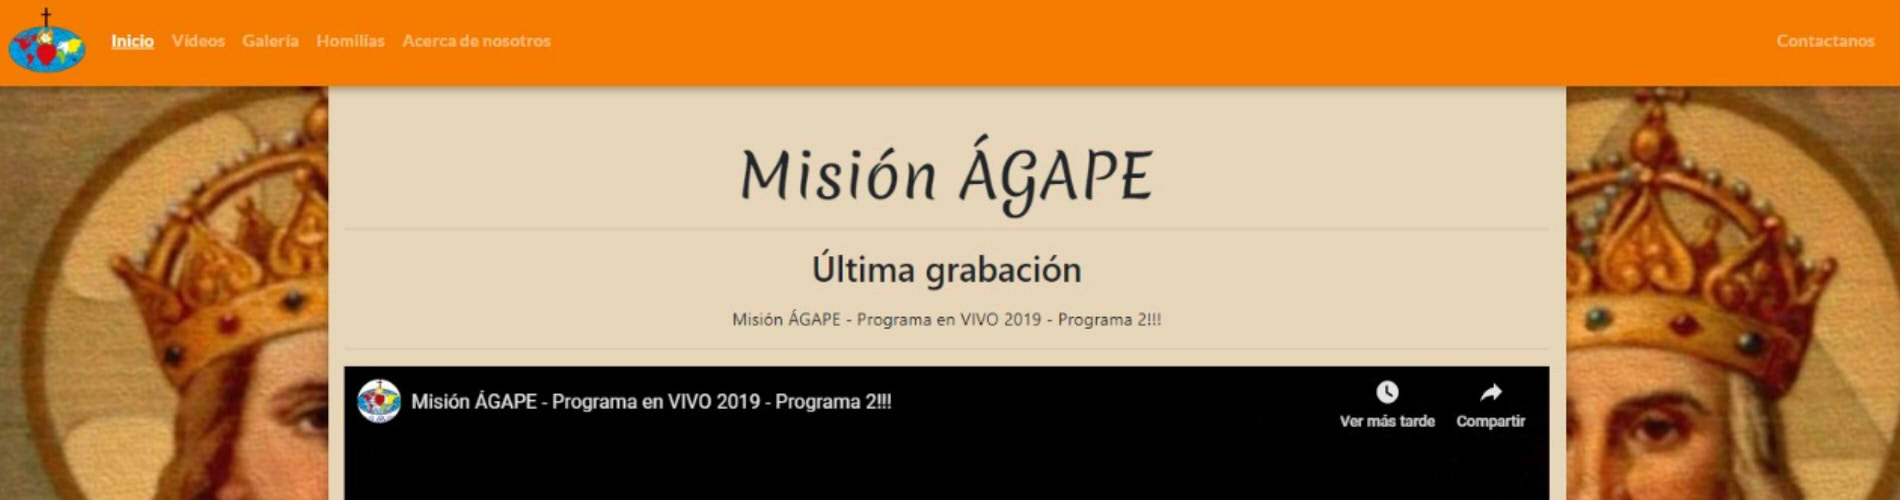 Inicio Vídeos Galería Homilías Acerca de nosotros Contactanos
Misión ÁGAPE
Última grabación
Misión ÁGAPE - Programa en VIVO 2019 - Programa 2!!!
Misión ÁGAPE - Programa en VIVO 2019 - Programa 2!!!
Ver más tarde Compartir